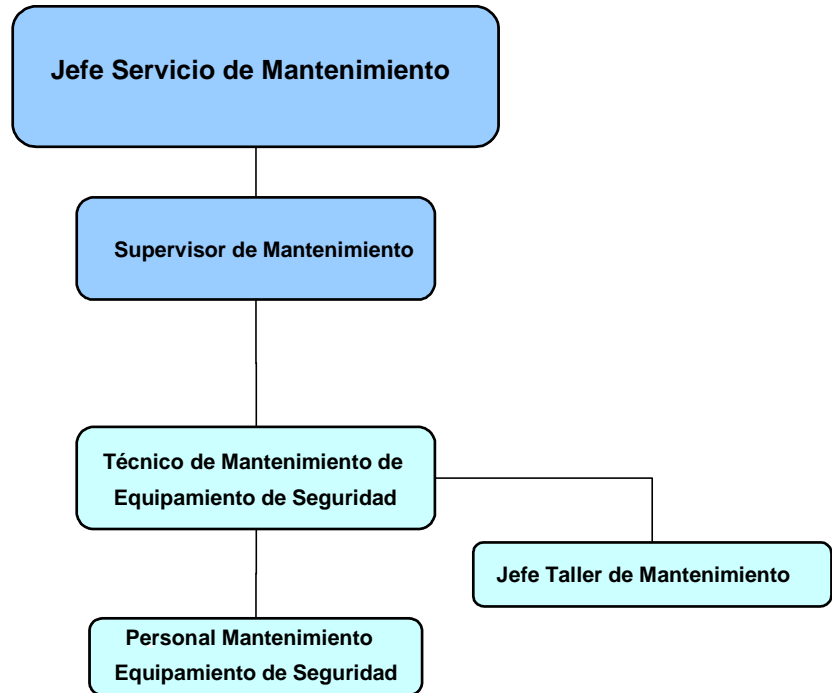 Jefe Servicio de Mantenimiento
Supervisor de Mantenimiento
Técnico de Mantenimiento de
Equipamiento de Seguridad
Jefe Taller de Mantenimiento
Personal Mantenimiento
Equipamiento de Seguridad